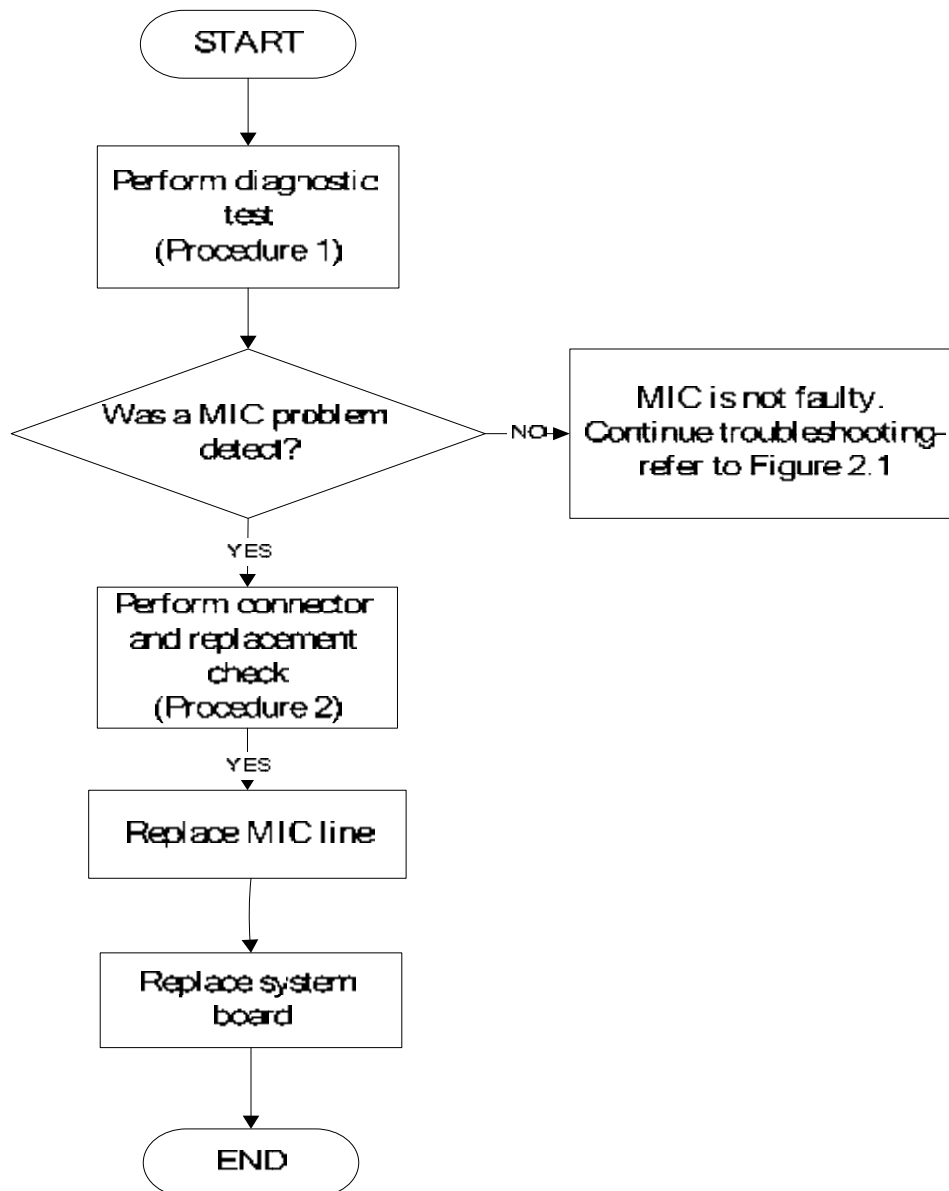 START
Perform diagnostic
test
(Procedure 1)
Was a MIC problem
detect?
NO
MIC is not faulty.
Continue troubleshooting-
refer to Figure 2.1
YES
Perform connector
and replacement
check
(Procedure 2)
YES
Replace MIC line
Replace system
board
END